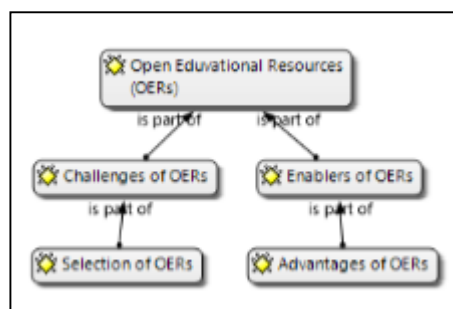 Open Eduvational Resources
(OERs)
is part of is part of
Challenges of OERs Enablers of OERs
is part of is part of
Selection of OERs Advantages of OERs